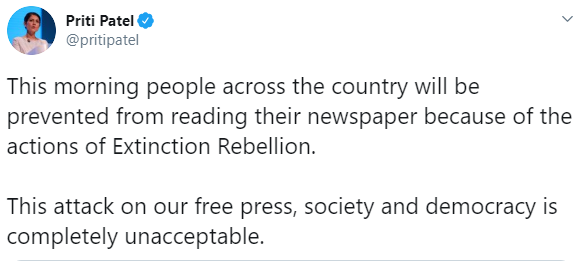 Priti Patel
@pritipatel
This morning people across the country will be
prevented from reading their newspaper because of the
actions of Extinction Rebellion.
This attack on our free press, society and democracy is
completely unacceptable.